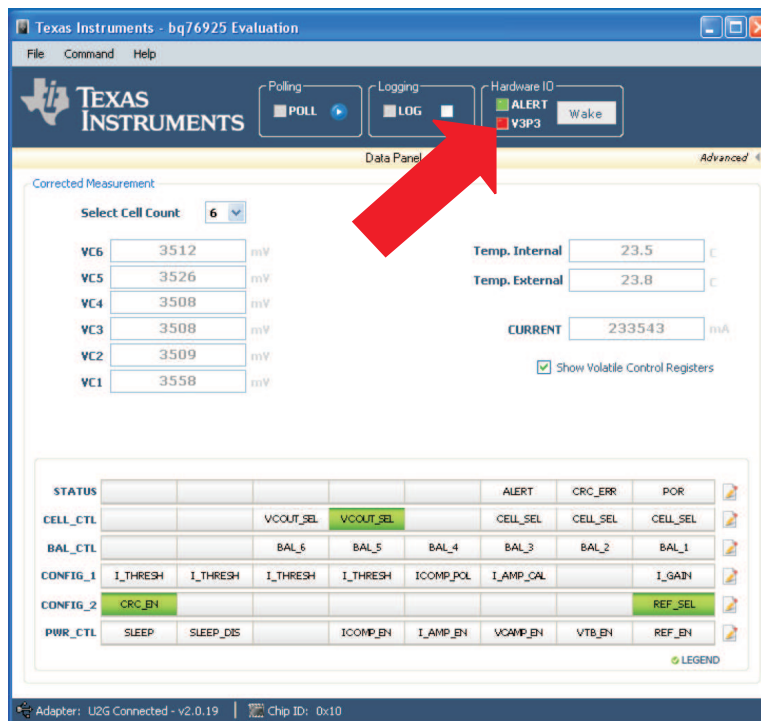 Texas Instruments - bq76925 Evaluation
File Command Help
TEXAS INSTRUMENTS
Polling
POLL
Logging
LOG
Hardware IO
ALERT
V3P3
Wake
Data Panel
Advanced
Corrected Measurement
Select Cell Count 6
VC6 3512 mV
VC5 3526 mV
VC4 3508 mV
VC3 3508 mV
VC2 3509 mV
VC1 3558 mV
Temp. Internal 23.5 C
Temp. External 23.8 C
CURRENT 233543 mA
Show Volatile Control Registers
STATUS ALERT CRC_ERR POR
CELL_CTL VCOUT_SEL VCOUT_SEL CELL_SEL CELL_SEL CELL_SEL
BAL_CTL BAL_6 BAL_5 BAL_4 BAL_3 BAL_2 BAL_1
CONFIG_1 I_THRESH I_THRESH I_THRESH I_THRESH ICOMP_POL I_AMP_CAL I_GAIN
CONFIG_2 CRC_EN REF_SEL
PWR_CTL SLEEP SLEEP_DIS ICOMP_EN I_AMP_EN VCAMP_EN VTB_EN REF_EN
LEGEND
Adapter: U2G Connected - v2.0.19 Chip ID: 0x10